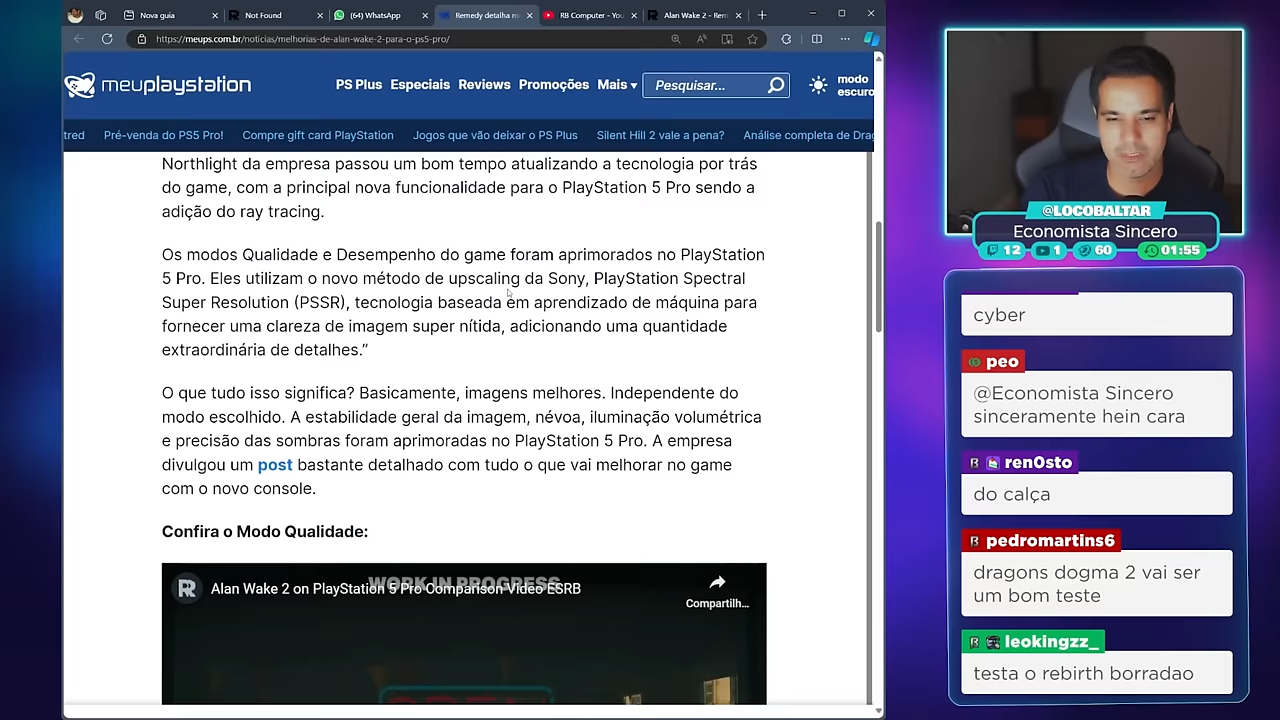 Nova guia
Not Found
(64) WhatsApp
Remedy detalha m
RB Computer - You
Alan Wake 2 - Rem
https://meups.com.br/noticias/melhorias-de-alan-wake-2-para-o-ps5-pro/
meuplaystation
PS Plus
Especiais
Reviews
Promoções
Mais
Pesquisar...
modo
escuro
tred
Pré-venda do PS5 Pro!
Compre gift card PlayStation
Jogos que vão deixar o PS Plus
Silent Hill 2 vale a pena?
Análise completa de Drag
Northlight da empresa passou um bom tempo atualizando a tecnologia por trás
do game, com a principal nova funcionalidade para o PlayStation 5 Pro sendo a
adição do ray tracing.
Os modos Qualidade e Desempenho do game foram aprimorados no PlayStation
5 Pro. Eles utilizam o novo método de upscaling da Sony, PlayStation Spectral
Super Resolution (PSSR), tecnologia baseada em aprendizado de máquina para
fornecer uma clareza de imagem super nítida, adicionando uma quantidade
extraordinária de detalhes.”
O que tudo isso significa? Basicamente, imagens melhores. Independente do
modo escolhido. A estabilidade geral da imagem, névoa, iluminação volumétrica
e precisão das sombras foram aprimoradas no PlayStation 5 Pro. A empresa
divulgou um post bastante detalhado com tudo o que vai melhorar no game
com o novo console.
Confira o Modo Qualidade:
WORK IN PROGRESS
Alan Wake 2 on PlayStation 5 Pro Comparison Video ESRB
Compartilh...
@LOCOBALTAR
Economista Sincero
12
1
60
01:55
cyber
peo
@Economista Sincero
sinceramente hein cara
ren0sto
do calça
pedromartins6
dragons dogma 2 vai ser
um bom teste
leokingzz_
testa o rebirth borradao